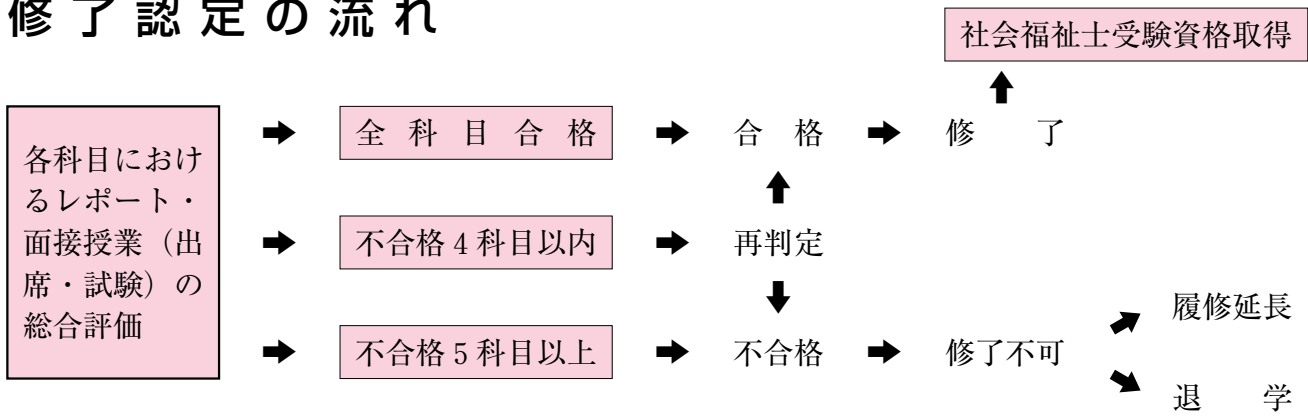 修了認定の流れ
社会福祉士受験資格取得
各科目におけ
るレポート・
面接授業（出
席・試験）の
総合評価
全科目合格
合格
修了
不合格4科目以内
再判定
不合格5科目以上
不合格
修了不可
履修延長
退学